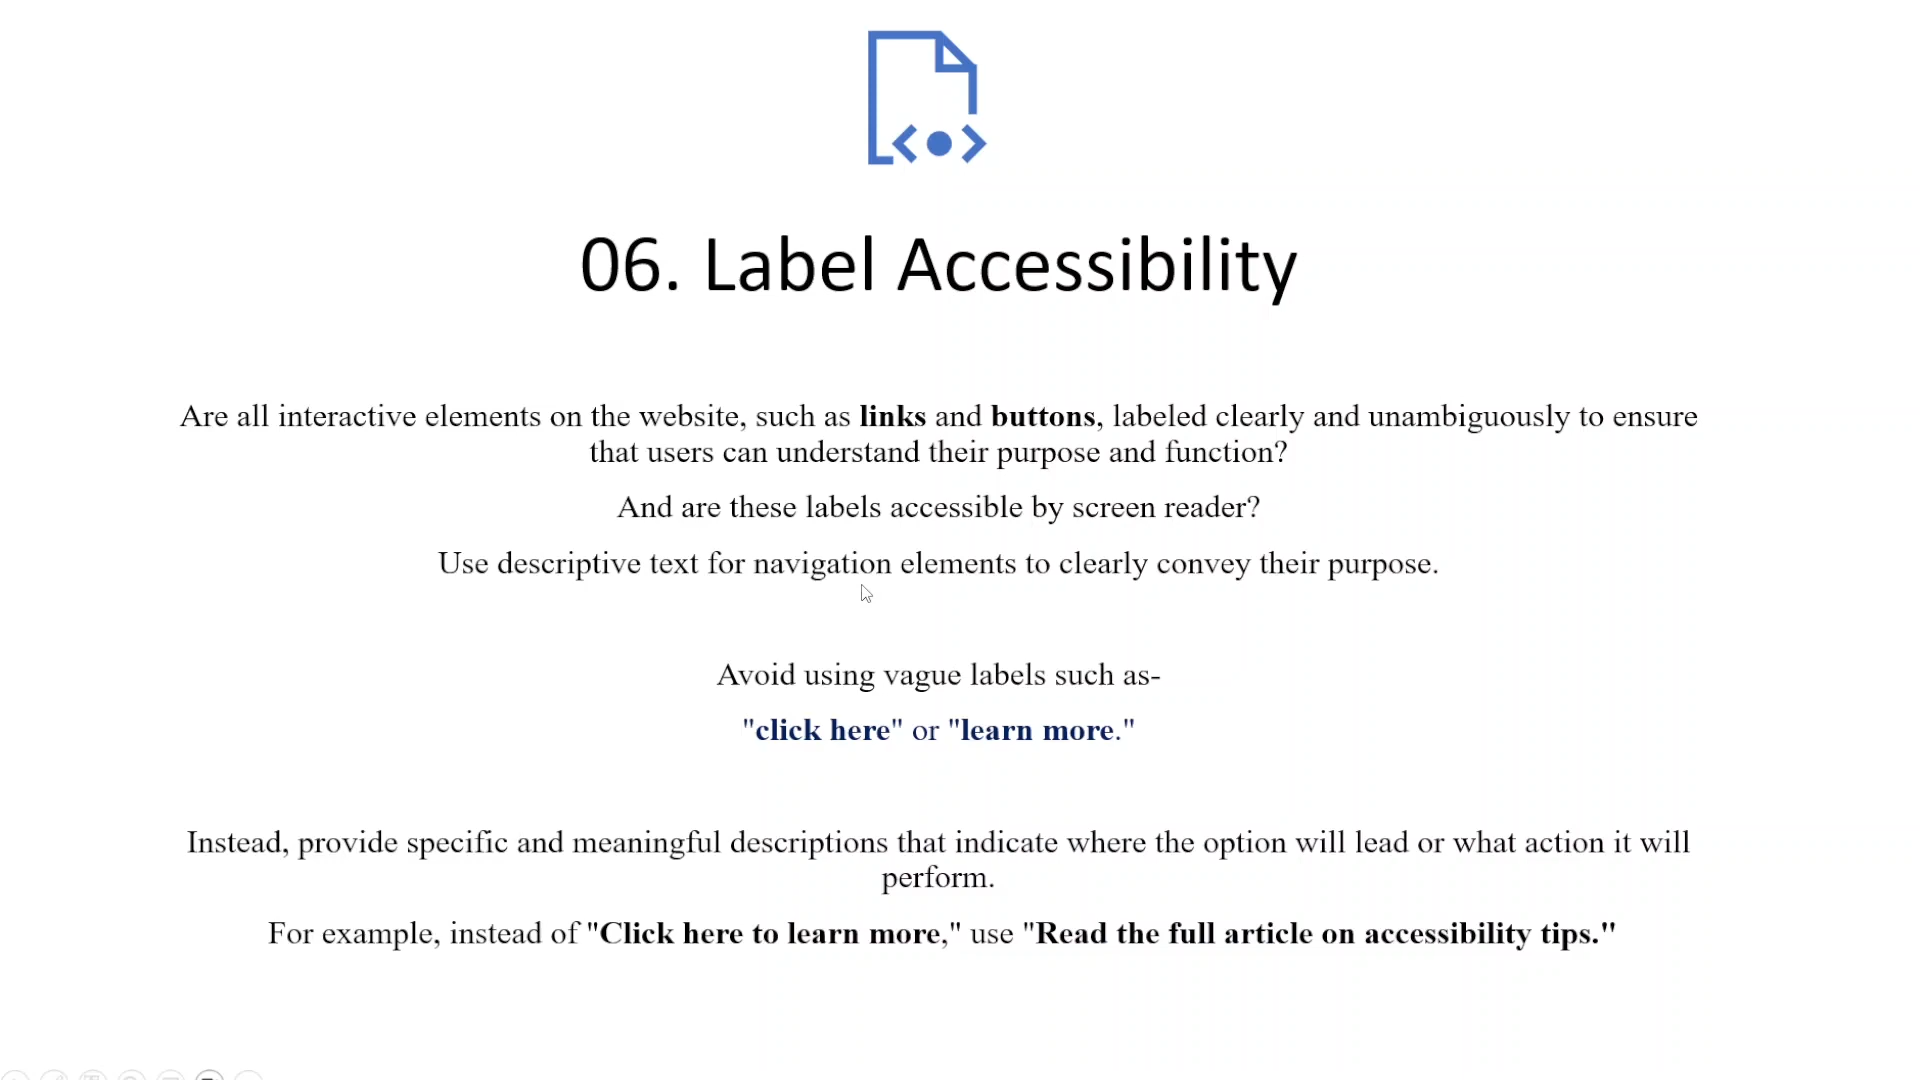 06. Label Accessibility
Are all interactive elements on the website, such as links and buttons, labeled clearly and unambiguously to ensure
that users can understand their purpose and function?
And are these labels accessible by screen reader?
Use descriptive text for navigation elements to clearly convey their purpose.
Avoid using vague labels such as-
"click here" or "learn more."
Instead, provide specific and meaningful descriptions that indicate where the option will lead or what action it will
perform.
For example, instead of "Click here to learn more," use "Read the full article on accessibility tips."